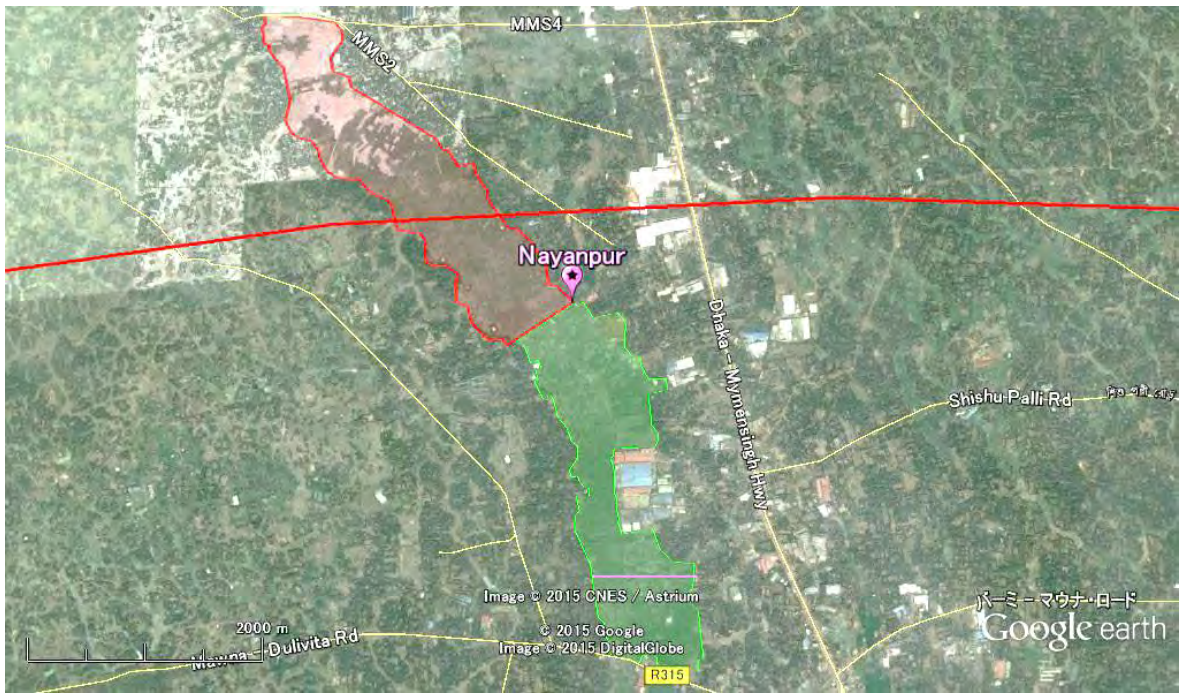 MMS4
MMS2
Nayanpur
Dhaka - Mymensingh Hwy
Shishu Palli Rd
Image © 2015 CNES / Astrium
© 2015 Google
Image © 2015 DigitalGlobe
バーミ - マウナ・ロード
Google earth
2000 m
Mawna - Dulivita Rd
R315